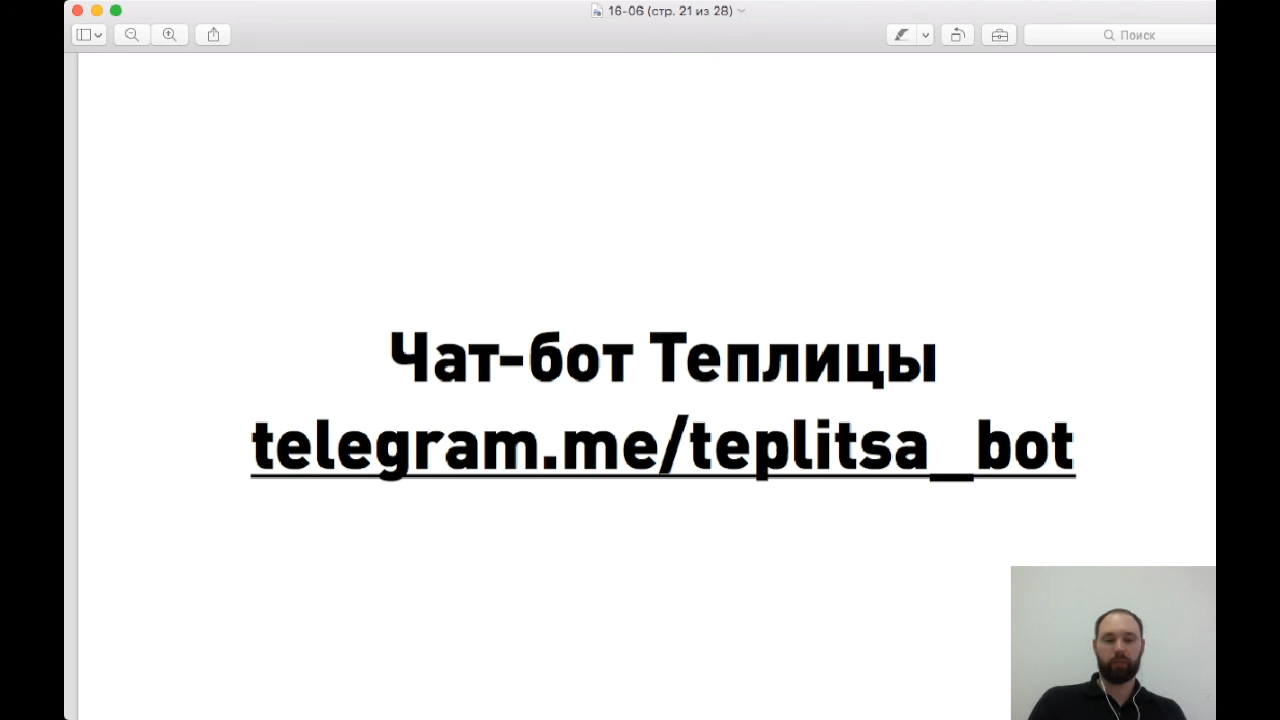 16-06 (стр. 21 из 28)
Поиск
Чат-бот Теплицы
telegram.me/teplitsa_bot